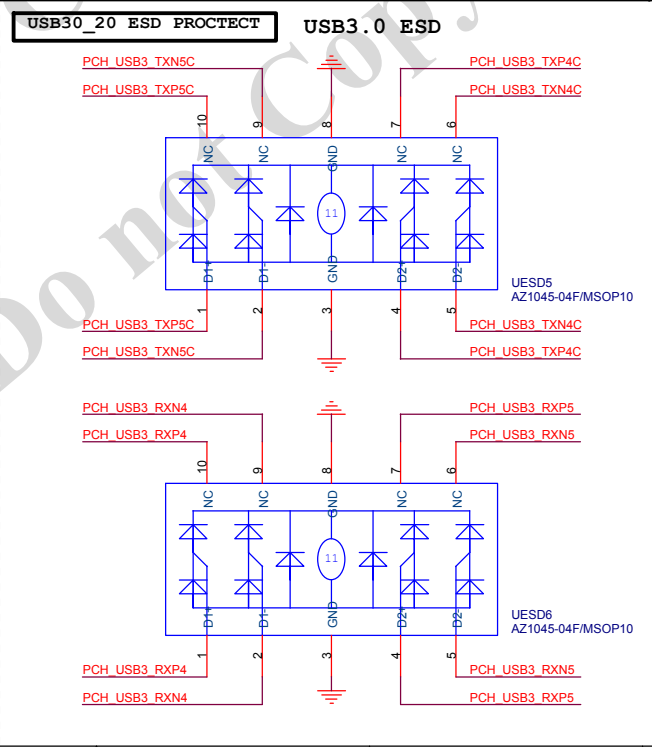 USB30_20 ESD PROCTECT
USB3.0 ESD
PCH_USB3_TXN5C
PCH_USB3_TXP4C
PCH_USB3_TXP5C
PCH_USB3_TXN4C
10 9 8 7 6
NC NC GND NC NC
11
D1+ D1- GND D2+ D2-
UESD5
AZ1045-04F/MSOP10
1 2 3 4 5
PCH_USB3_TXP5C
PCH_USB3_TXN4C
PCH_USB3_TXN5C
PCH_USB3_TXP4C
PCH_USB3_RXN4
PCH_USB3_RXP5
PCH_USB3_RXP4
PCH_USB3_RXN5
10 9 8 7 6
NC NC GND NC NC
11
D1+ D1- GND D2+ D2-
UESD6
AZ1045-04F/MSOP10
1 2 3 4 5
PCH_USB3_RXP4
PCH_USB3_RXN5
PCH_USB3_RXN4
PCH_USB3_RXP5
Do not Copy